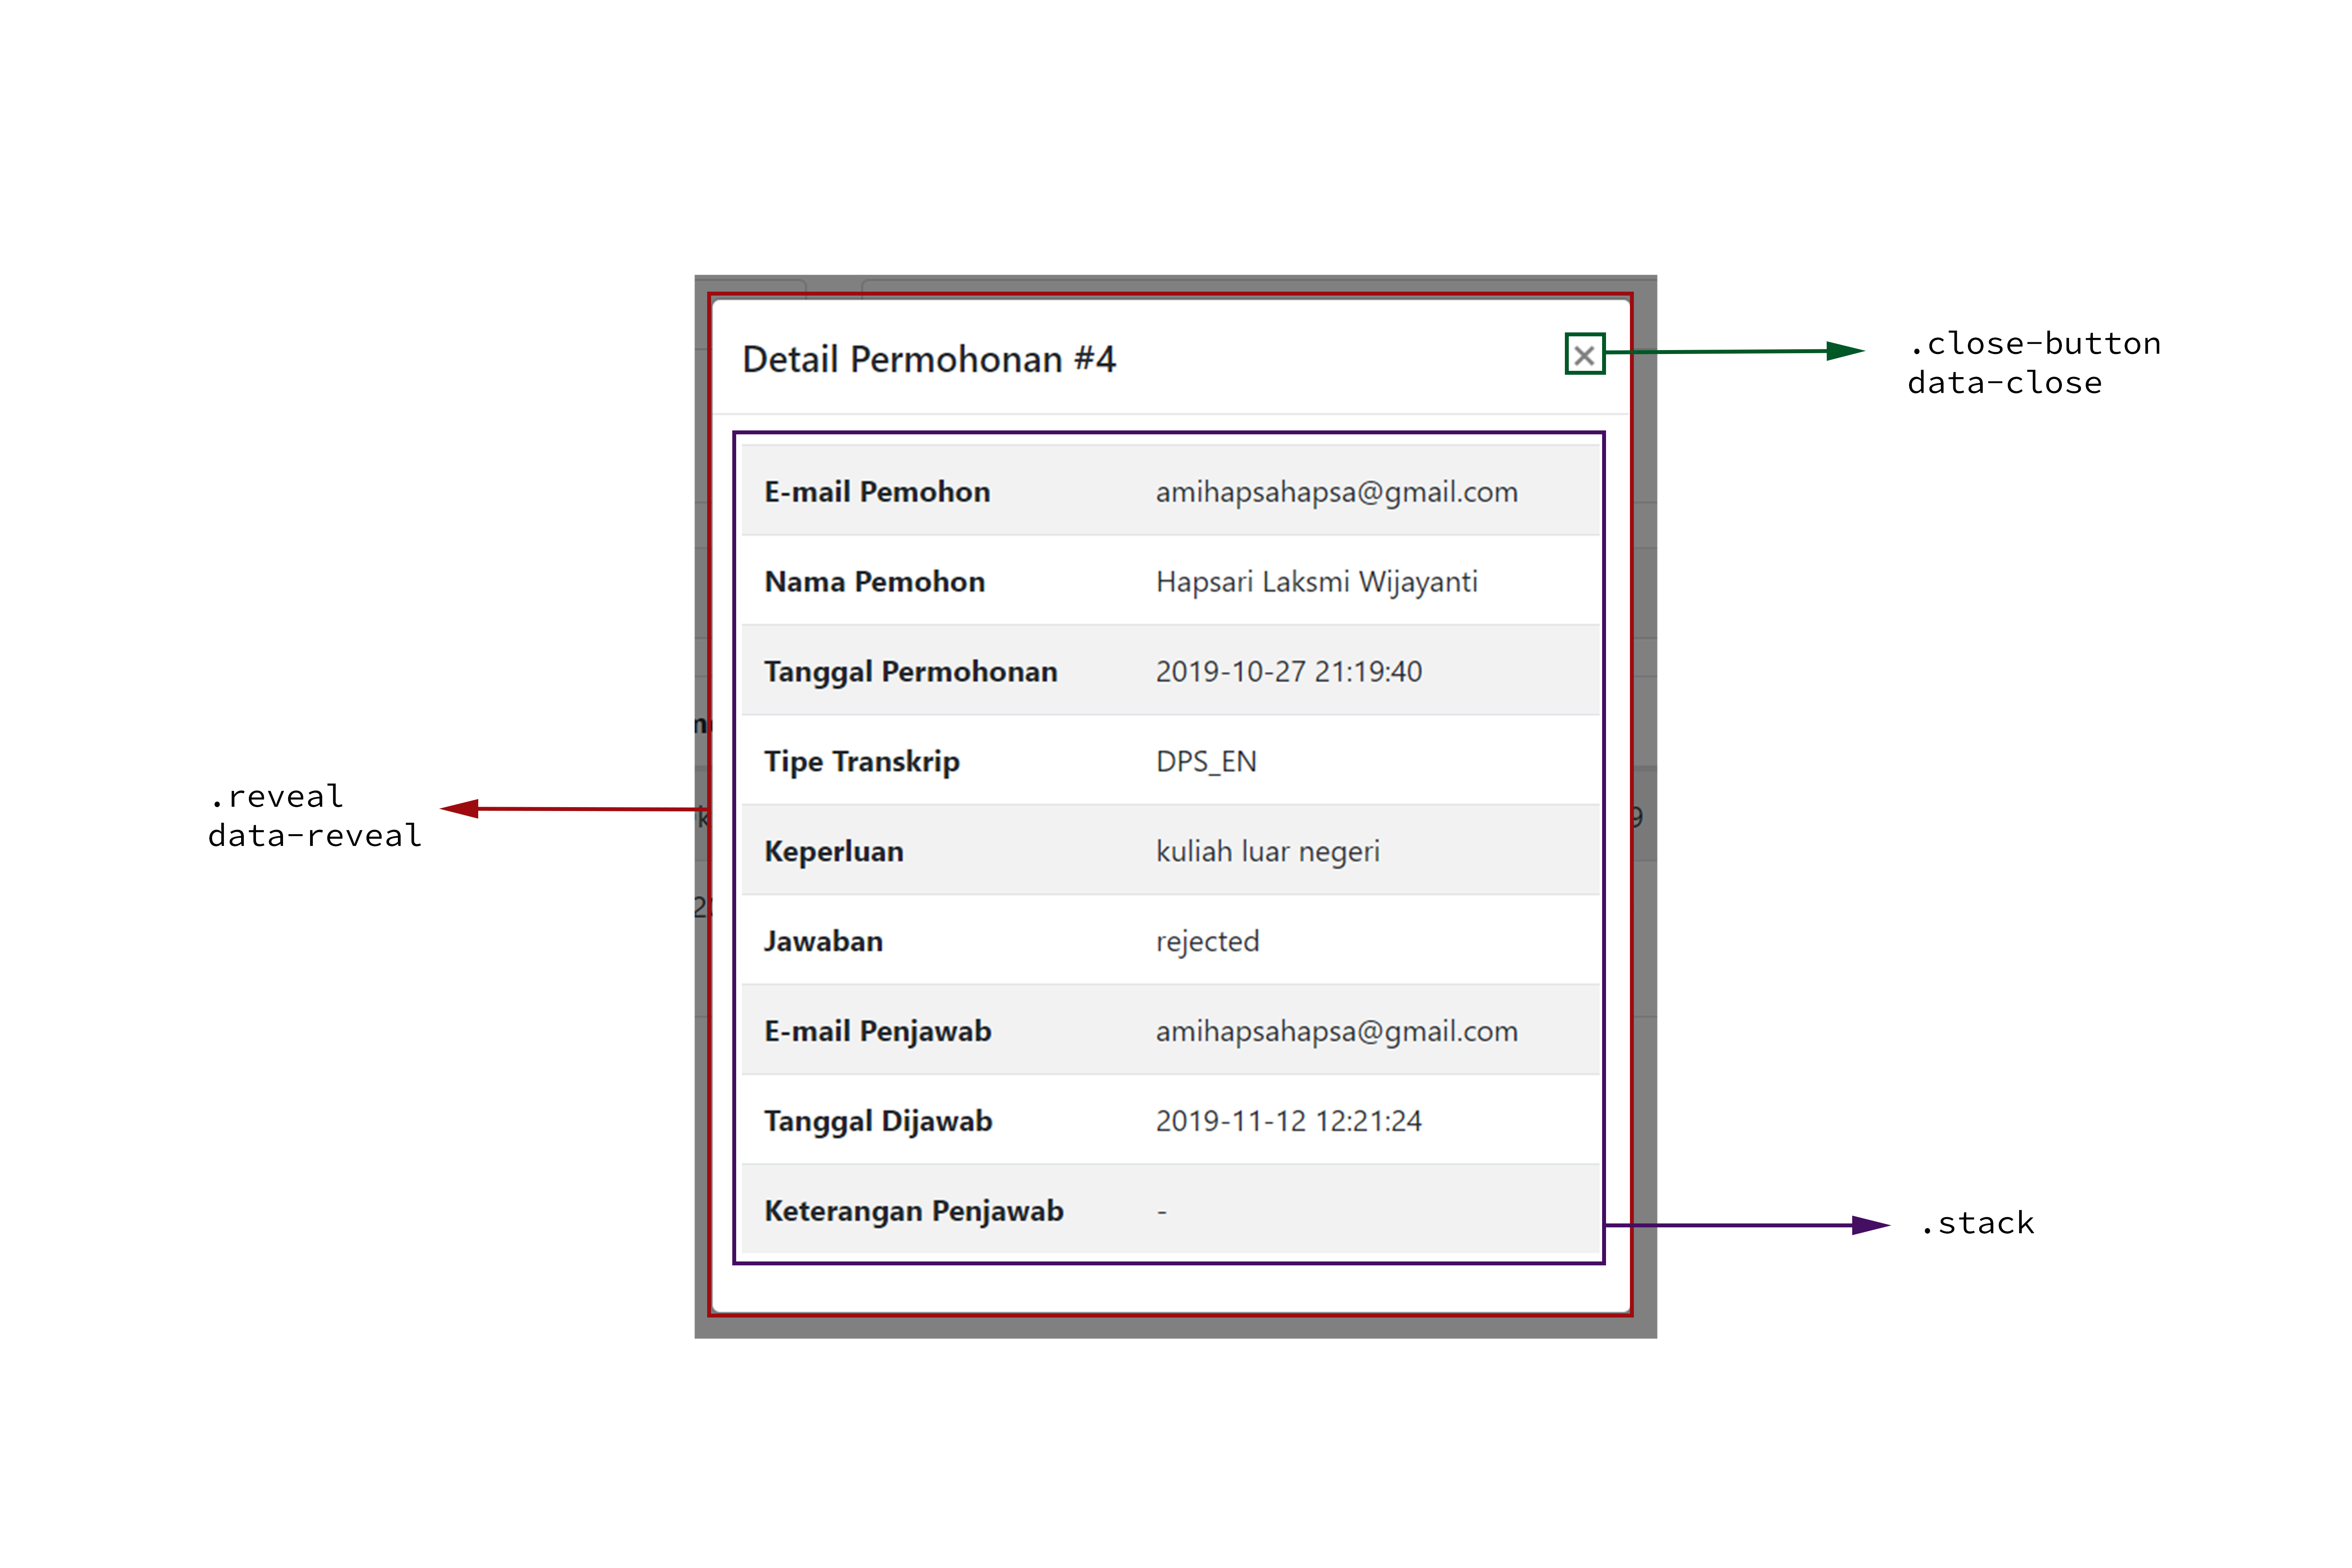 Detail Permohonan #4
.close-button
data-close
E-mail Pemohon amihapsahapsa@gmail.com
Nama Pemohon Hapsari Laksmi Wijayanti
Tanggal Permohonan 2019-10-27 21:19:40
Tipe Transkrip DPS_EN
.reveal
data-reveal
Keperluan kuliah luar negeri
Jawaban rejected
E-mail Penjawab amihapsahapsa@gmail.com
Tanggal Dijawab 2019-11-12 12:21:24
Keterangan Penjawab -
.stack